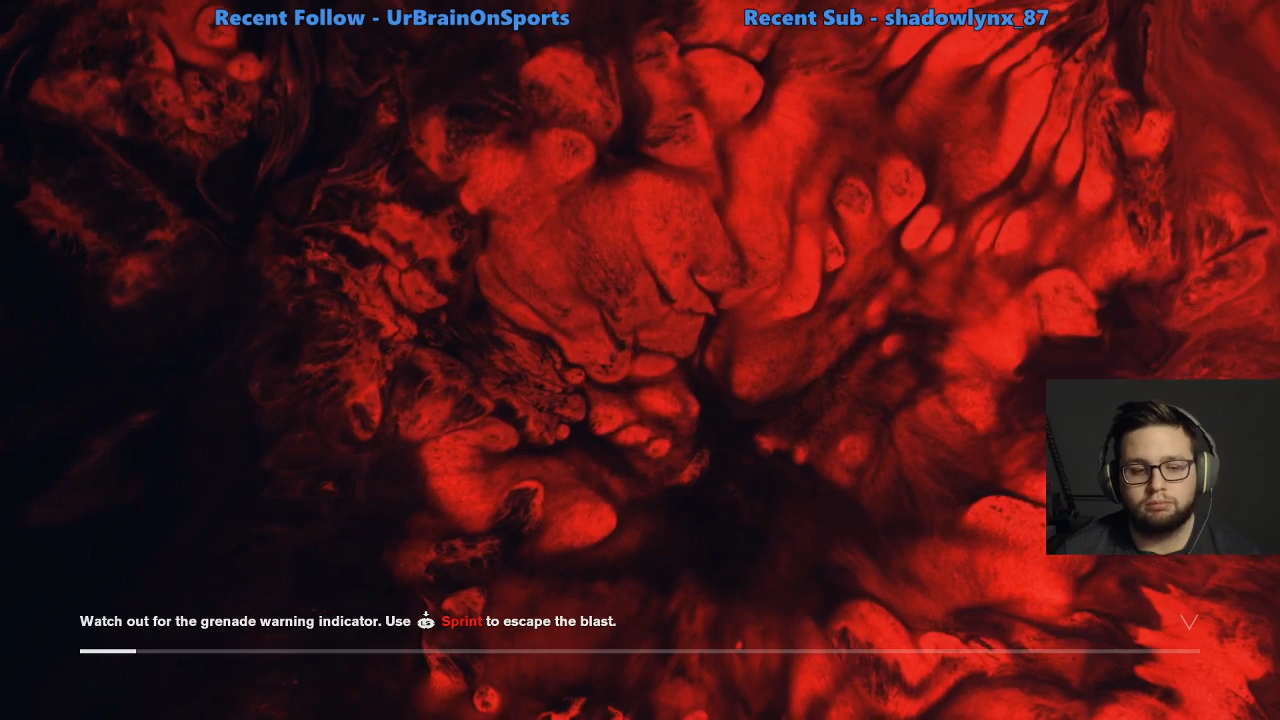 Recent Follow - UrBrainOnSports
Recent Sub - shadowlynx_87
Watch out for the grenade warning indicator. Use Sprint to escape the blast.